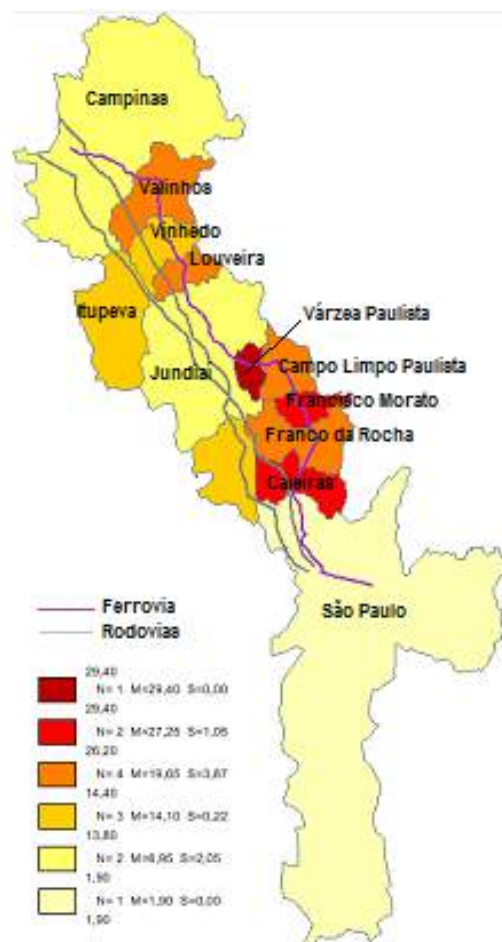 Campinas
Valinhos
Vinhedo
Louveira
Itupeva
Várzea Paulista
Jundiaí
Campo Limpo Paulista
Francisco Morato
Franco da Rocha
Caieiras
São Paulo
Ferrovia
Rodovias
29,40
N= 1 M=29,40 S=0,00
29,40
N= 2 M=27,25 S=1,05
26,20
N= 4 M=19,65 S=3,87
14,40
N= 3 M=14,10 S=0,22
13,80
N= 2 M=6,95 S=2,05
1,90
N= 1 M=1,90 S=0,00
1,90